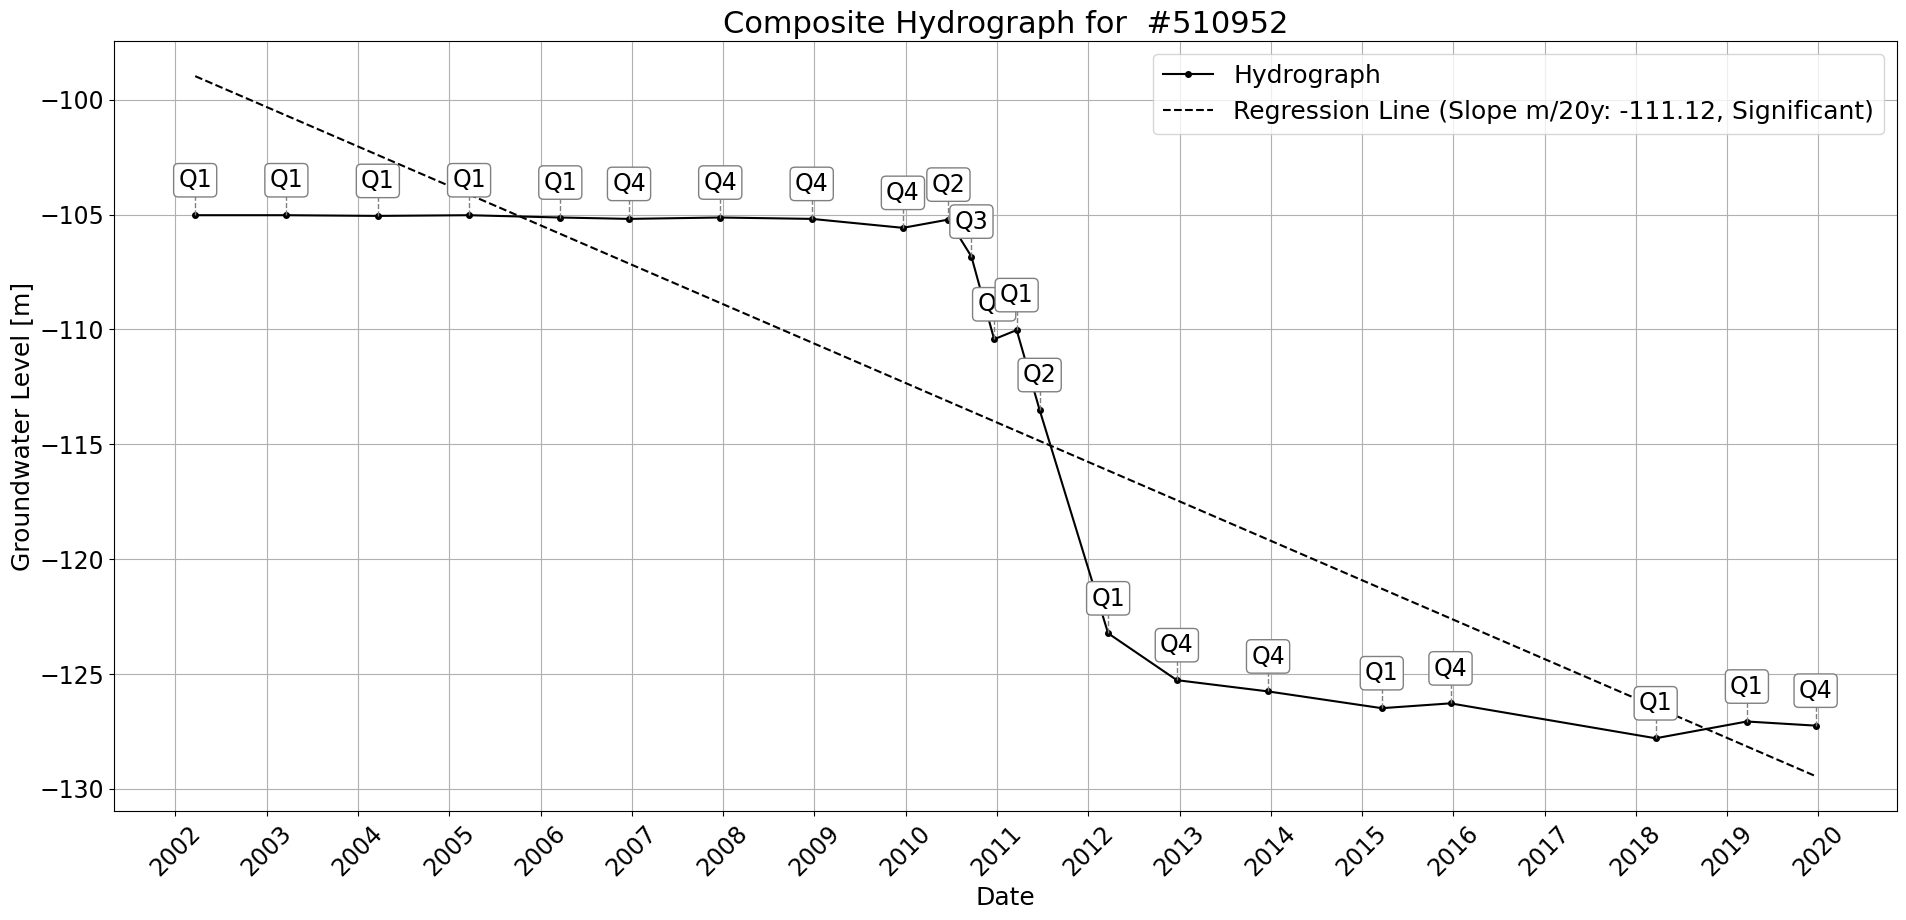 Composite Hydrograph for  #510952
Hydrograph
Regression Line (Slope m/20y: -111.12, Significant)
Groundwater Level [m]
−100
−105
−110
−115
−120
−125
−130
Q1
Q1
Q1
Q1
Q1
Q4
Q4
Q4
Q4
Q2
Q3
Q
Q1
Q2
Q1
Q4
Q4
Q1
Q4
Q1
Q1
Q4
2002
2003
2004
2005
2006
2007
2008
2009
2010
2011
2012
2013
2014
2015
2016
2017
2018
2019
2020
Date